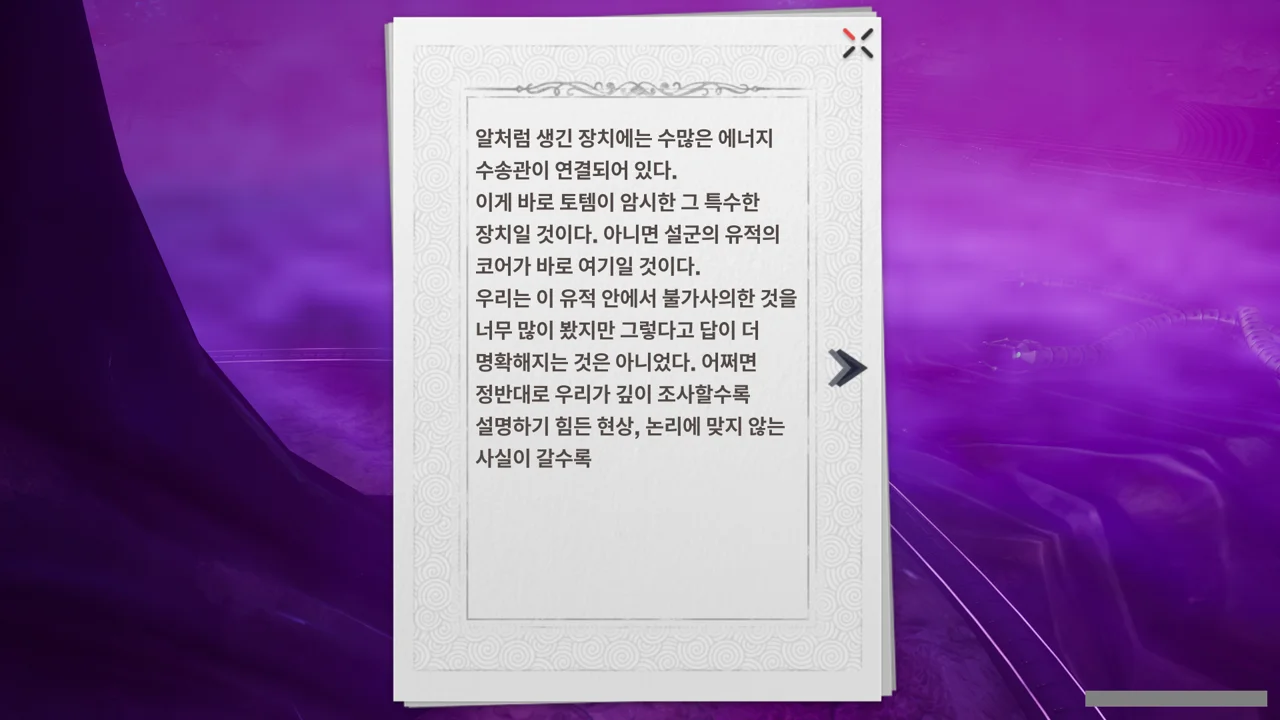 알처럼 생긴 장치에는 수많은 에너지
수송관이 연결되어 있다.
이게 바로 토템이 암시한 그 특수한
장치일 것이다. 아니면 설군의 유적의
코어가 바로 여기일 것이다.
우리는 이 유적 안에서 불가사의한 것을
너무 많이 봤지만 그렇다고 답이 더
명확해지는 것은 아니었다. 어쩌면
정반대로 우리가 깊이 조사할수록
설명하기 힘든 현상, 논리에 맞지 않는
사실이 갈수록